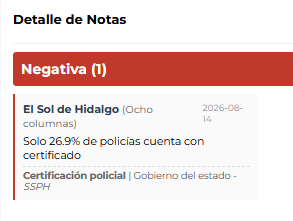 Detalle de Notas
Negativa (1)
El Sol de Hidalgo (Ocho
columnas)
2026-08-
14
Solo 26.9% de policías cuenta con
certificado
Certificación policial | Gobierno del estado -
SSPH